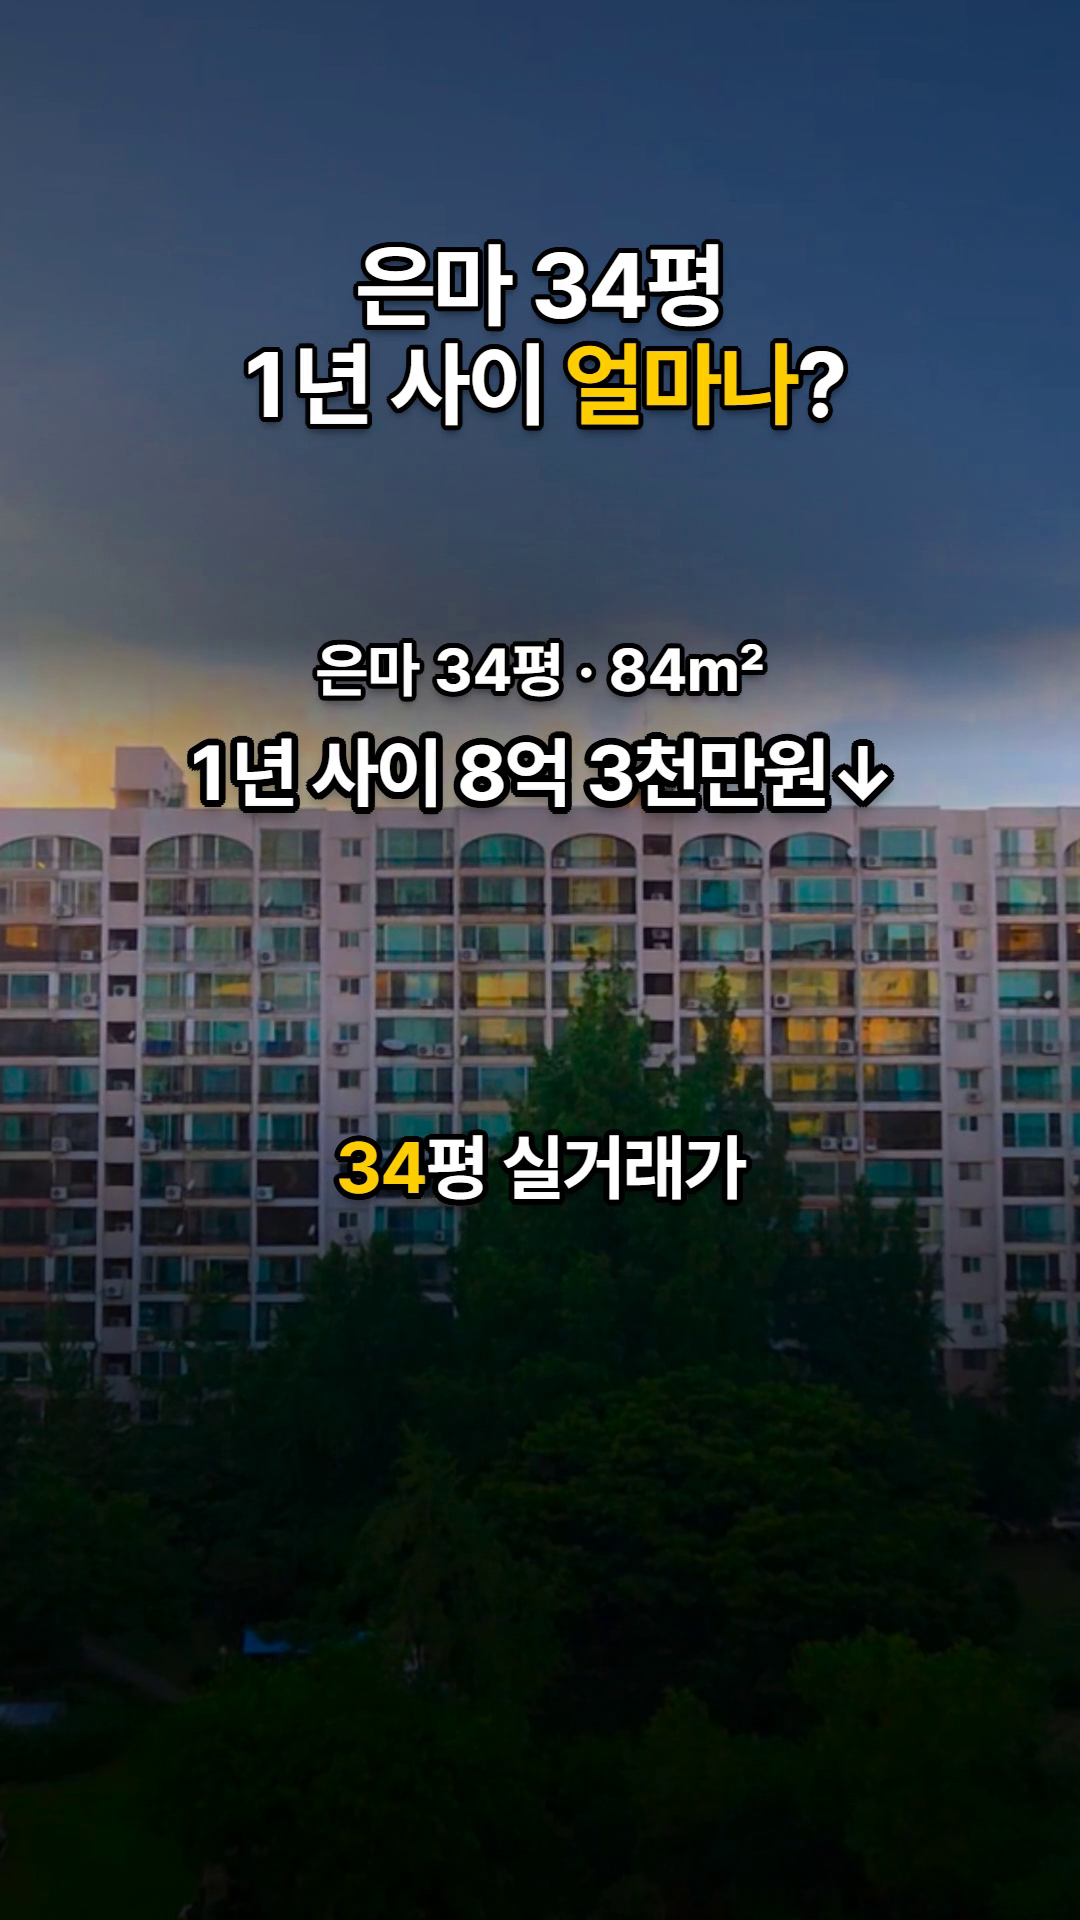 은마 34평
1년 사이 얼마나?
은마 34평 · 84m²
1년 사이 8억 3천만원↓
34평 실거래가